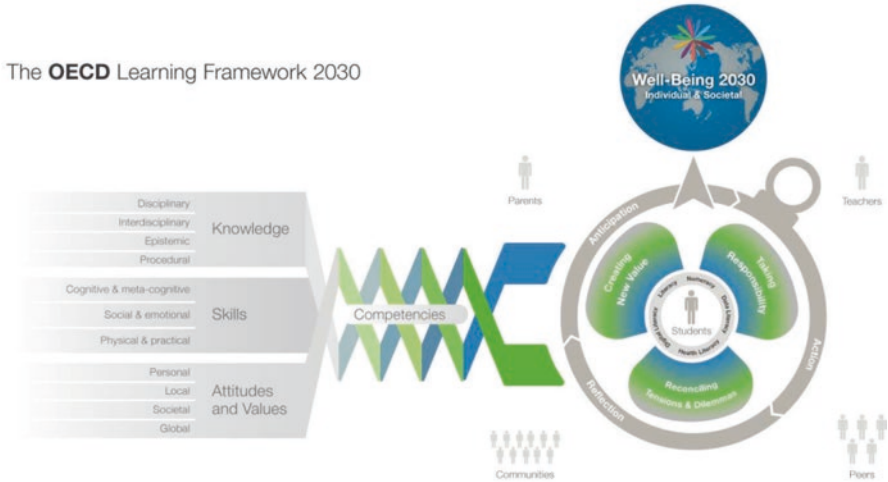 The OECD Learning Framework 2030
Well-Being 2030
Individual & Societal
Parents
Teachers
Disciplinary
Interdisciplinary
Epistemic
Procedural
Knowledge
Cognitive & meta-cognitive
Social & emotional
Physical & practical
Skills
Personal
Local
Societal
Global
Attitudes
and Values
Competencies
Anticipation
Action
Reflection
Creating
New Value
Taking
Responsibility
Reconciling
Tensions & Dilemmas
Literacy
Numeracy
Data Literacy
Health Literacy
Digital Literacy
Students
Communities
Peers